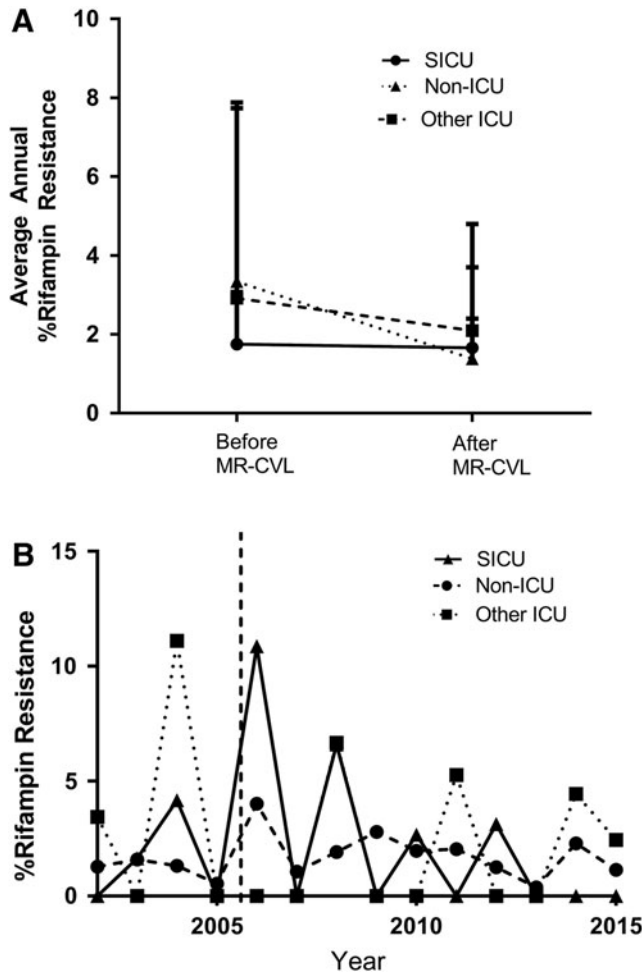 A
Average Annual
%Rifampin Resistance
10
8
6
4
2
0
SICU
Non-ICU
Other ICU
Before
MR-CVL
After
MR-CVL
B
%Rifampin Resistance
15
10
5
0
SICU
Non-ICU
Other ICU
2005
2010
2015
Year